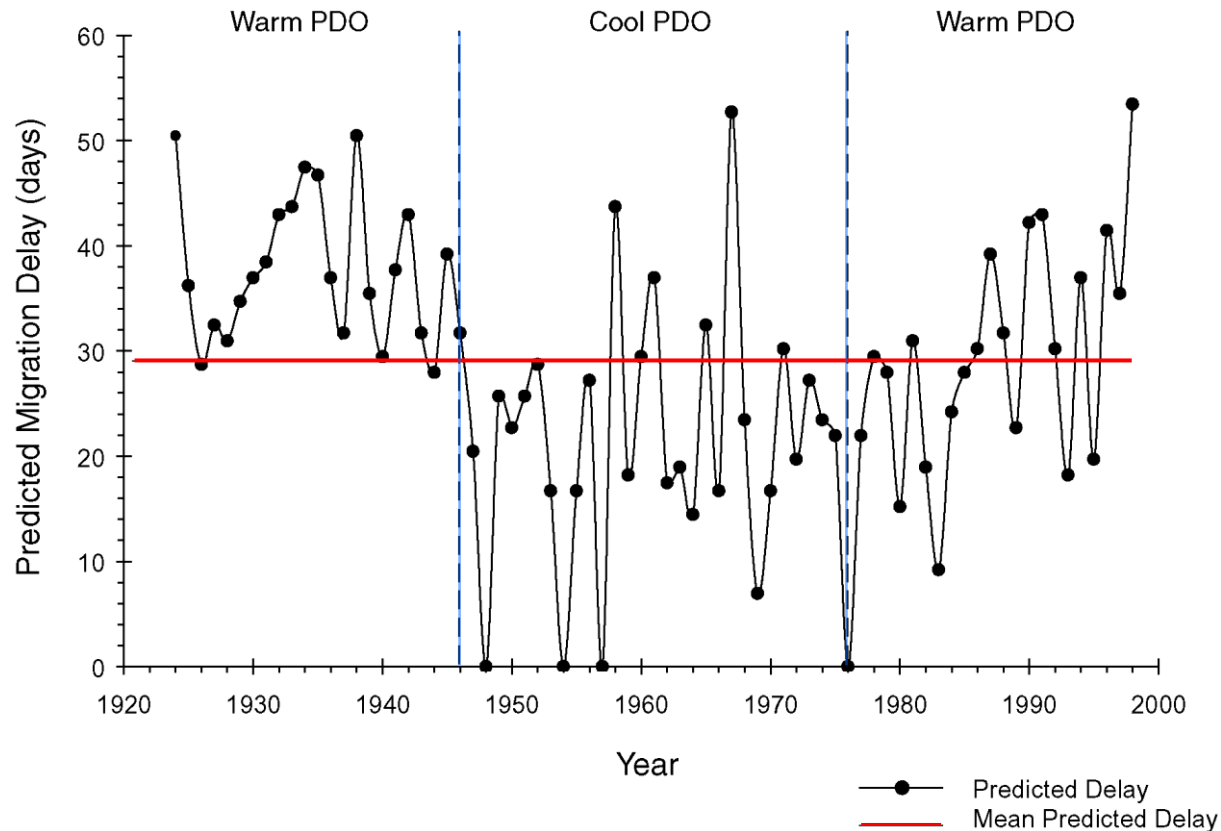 Warm PDO Cool PDO Warm PDO
60
50
40
30
20
10
0
Predicted Migration Delay (days)
1920 1930 1940 1950 1960 1970 1980 1990 2000
Year
Predicted Delay
Mean Predicted Delay